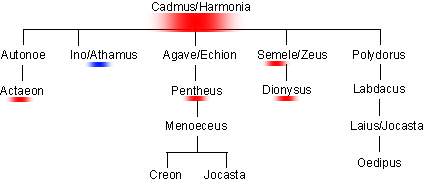 Cadmus/Harmonia
Autonoe Ino/Athamus Agave/Echion Semele/Zeus Polydorus
Actaeon Pentheus Dionysus Labdacus
Menoeceus Laius/Jocasta
Creon Jocasta Oedipus